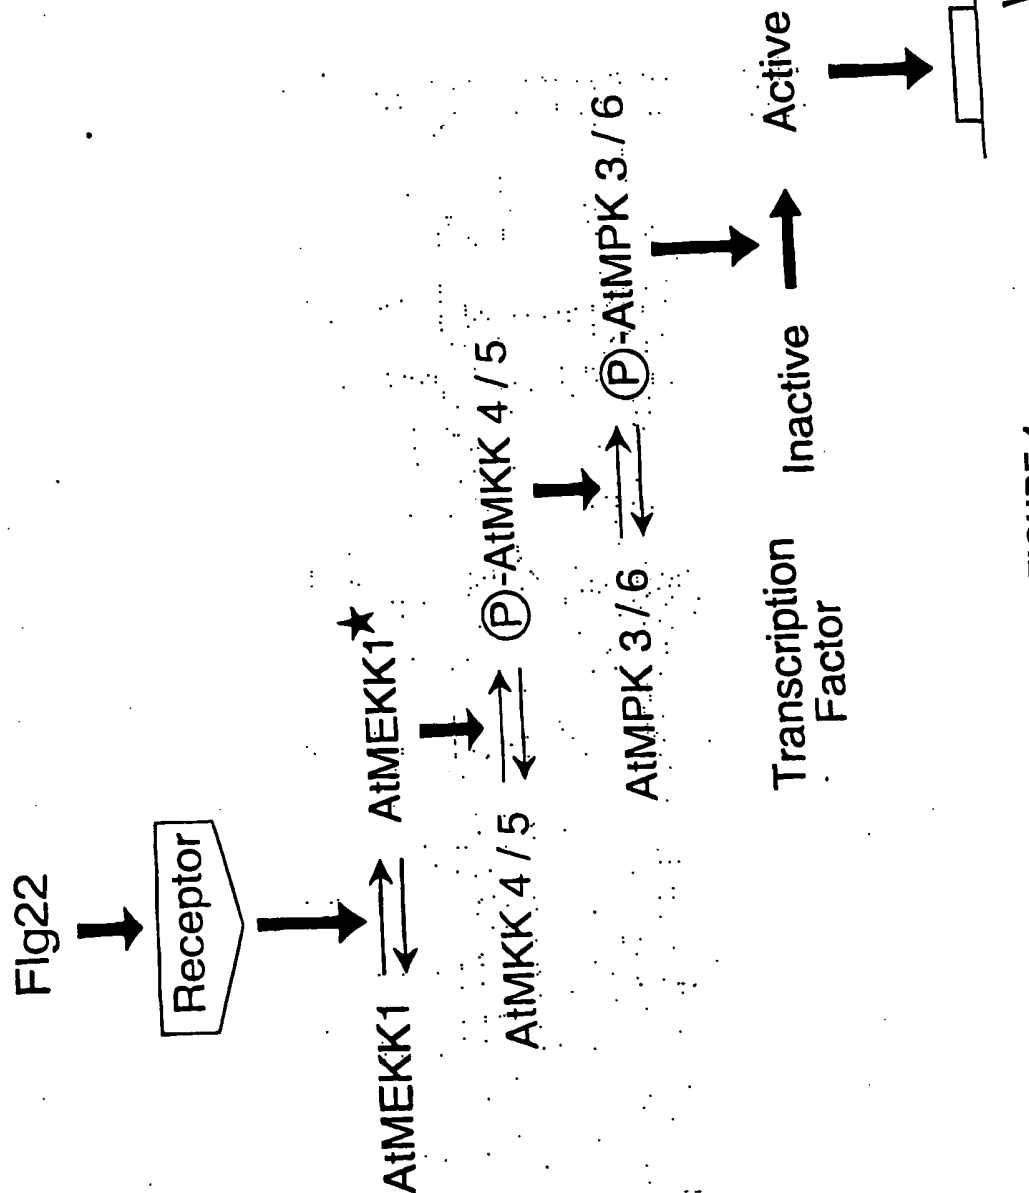 Flg22
Receptor
AtMEKK1 AtMEKK1★
AtMKK 4 / 5 Ⓟ-AtMKK 4 / 5
AtMPK 3 / 6 Ⓟ-AtMPK 3 / 6
Transcription Inactive Active
Factor